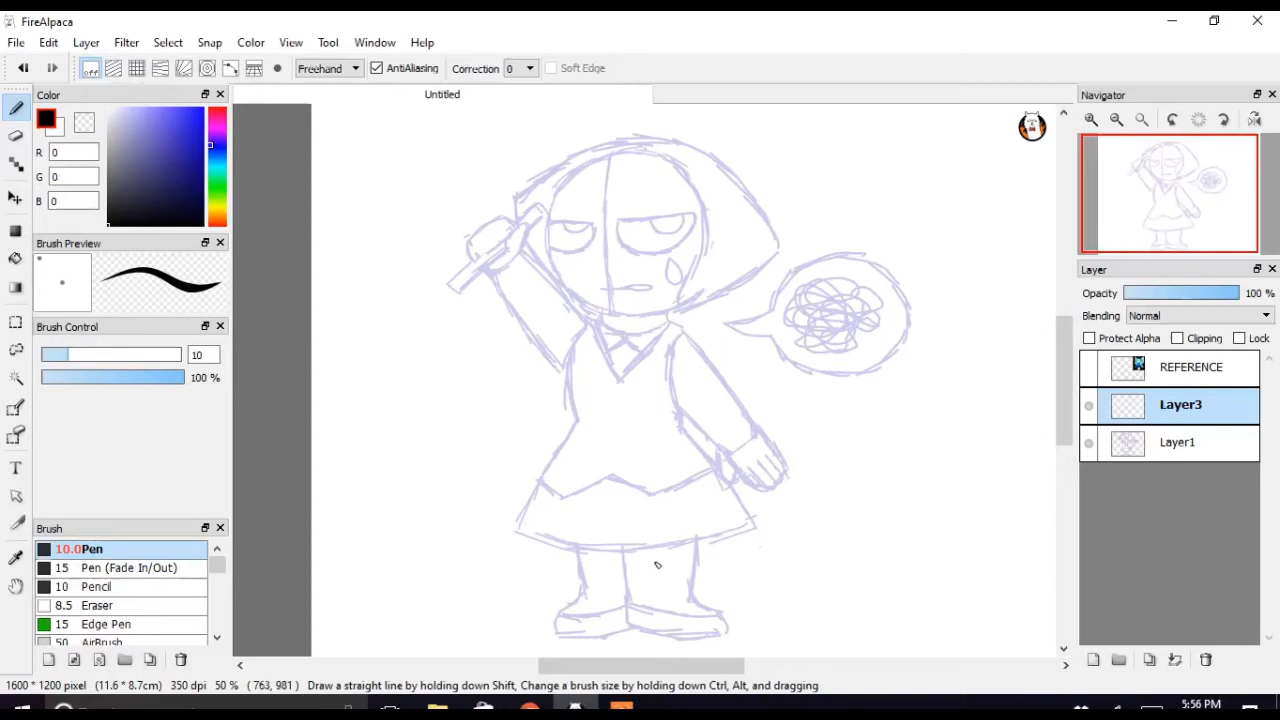 FireAlpaca
File Edit Layer Filter Select Snap Color View Tool Window Help
off Freehand AntiAliasing Correction 0 Soft Edge
Color
Untitled
Navigator
R 0
G 0
B 0
Brush Preview
Brush Control
10
100 %
Brush
10.0 Pen
15 Pen (Fade In/Out)
10 Pencil
8.5 Eraser
15 Edge Pen
50 AirBrush
Layer
Opacity 100 %
Blending Normal
Protect Alpha Clipping Lock
REFERENCE
Layer3
Layer1
1600 * 1200 pixel (11.6 * 8.7cm) 350 dpi 50 % ( 763, 981 ) Draw a straight line by holding down Shift, Change a brush size by holding down Ctrl, Alt, and dragging
5:56 PM